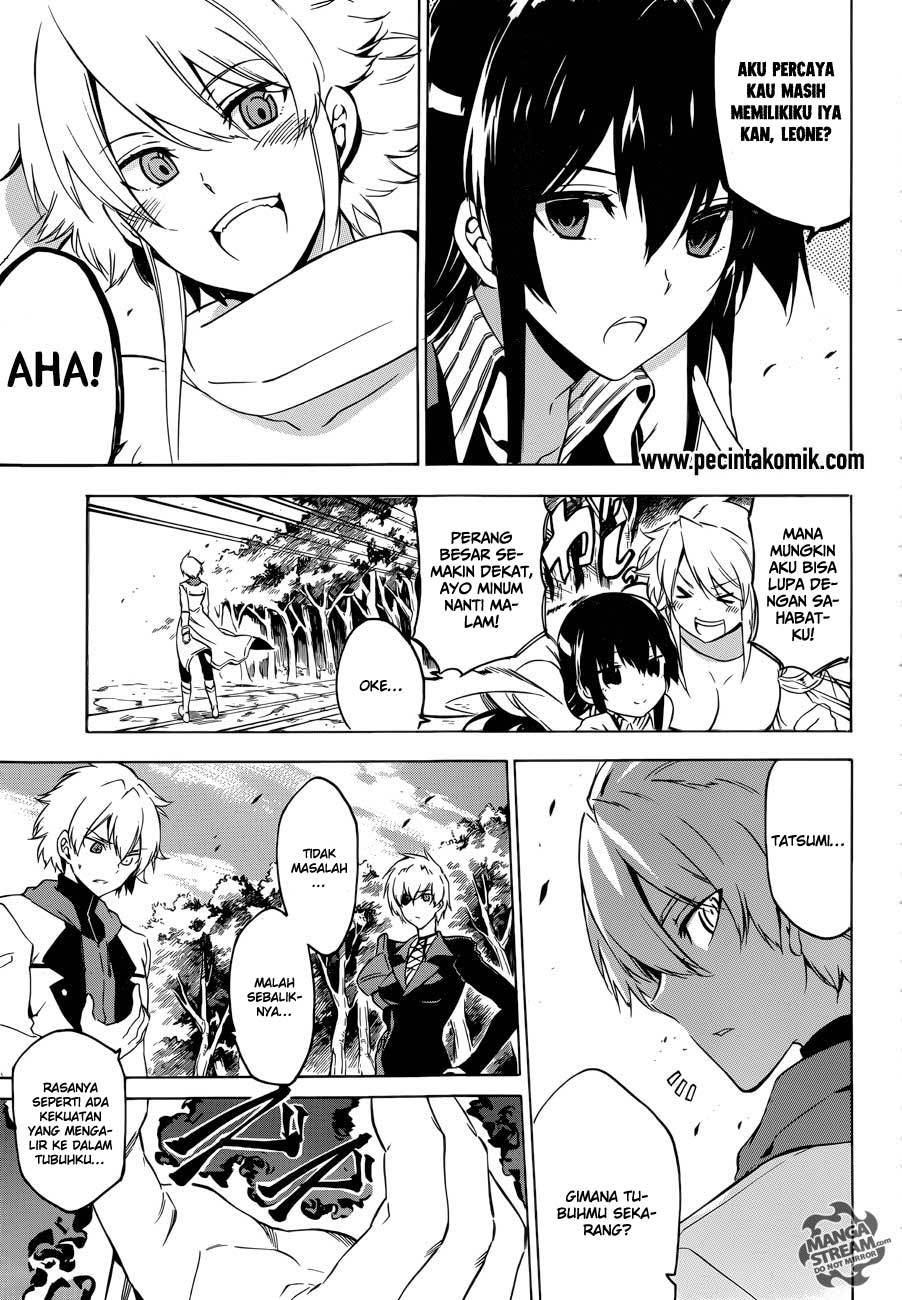 AKU PERCAYA
KAU MASIH
MEMILIKIKU IYA
KAN, LEONE?
AHA!
www.pecintakomik.com
MANA
MUNGKIN
AKU BISA
LUPA DE-
NGAN SA-
HABAT-
KU!
PERANG
BESAR SE-
MAKIN DEKAT,
AYO MINUM
NANTI MA-
LAM!
OKE...
TATSUMI...
GIMANA TU-
BUHMU SEKA-
RANG?
TIDAK
MASALAH
...
MALAH
SEBALIK-
NYA...
RASANYA
SEPERTI ADA
KEKUATAN
YANG MENGA-
LIR KE DALAM
TUBUHKU...
MANGA
STREAM.com
DO NOT MIRROR!